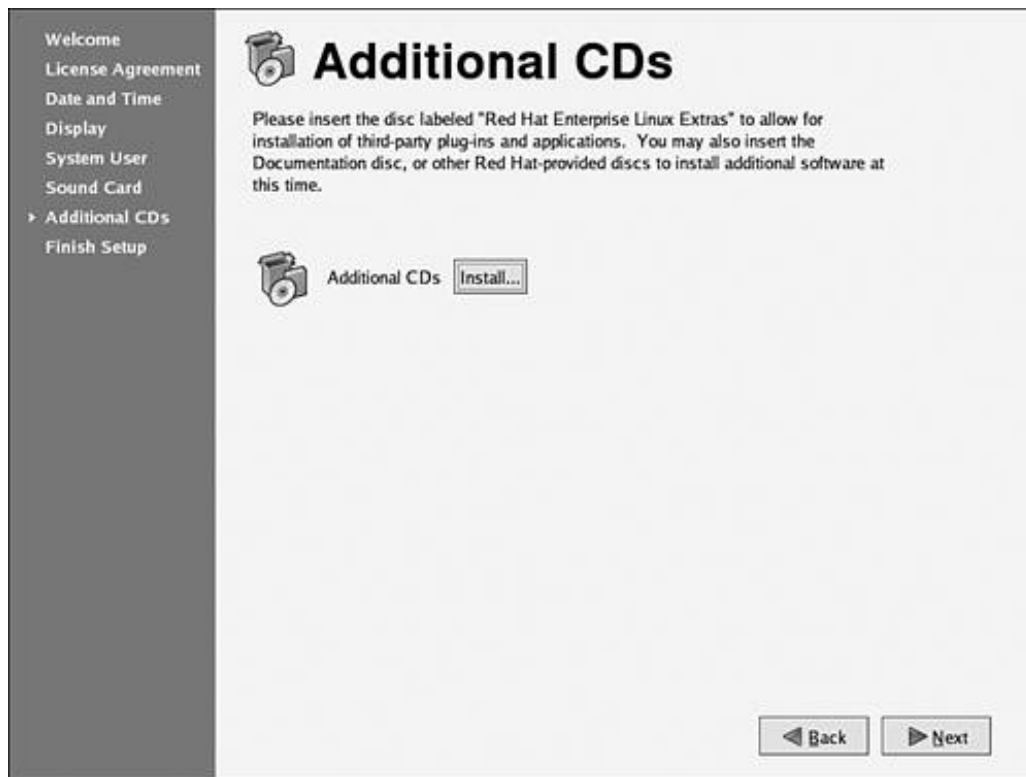 Welcome
License Agreement
Date and Time
Display
System User
Sound Card
Additional CDs
Finish Setup
Additional CDs
Please insert the disc labeled "Red Hat Enterprise Linux Extras" to allow for
installation of third-party plug-ins and applications. You may also insert the
Documentation disc, or other Red Hat-provided discs to install additional software at
this time.
Additional CDs Install...
Back Next